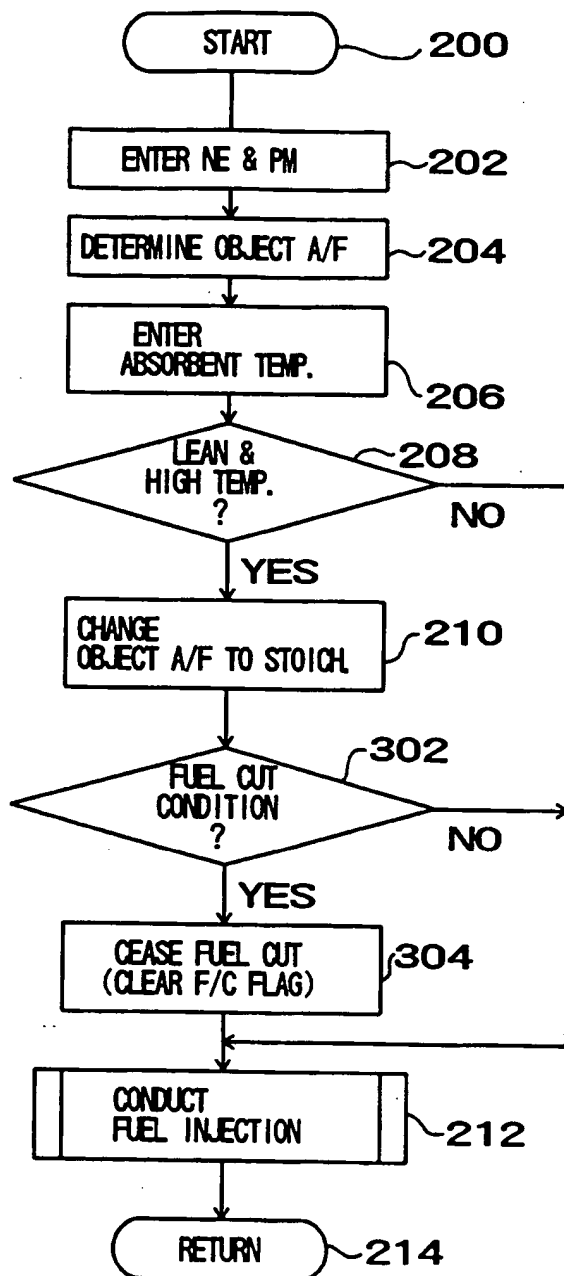 START
200
ENTER NE & PM
202
DETERMINE OBJECT A/F
204
ENTER
ABSORBENT TEMP.
206
LEAN &
HIGH TEMP.
?
208
NO
YES
CHANGE
OBJECT A/F TO STOICH.
210
FUEL CUT
CONDITION
?
302
NO
YES
CEASE FUEL CUT
(CLEAR F/C FLAG)
304
CONDUCT
FUEL INJECTION
212
RETURN
214